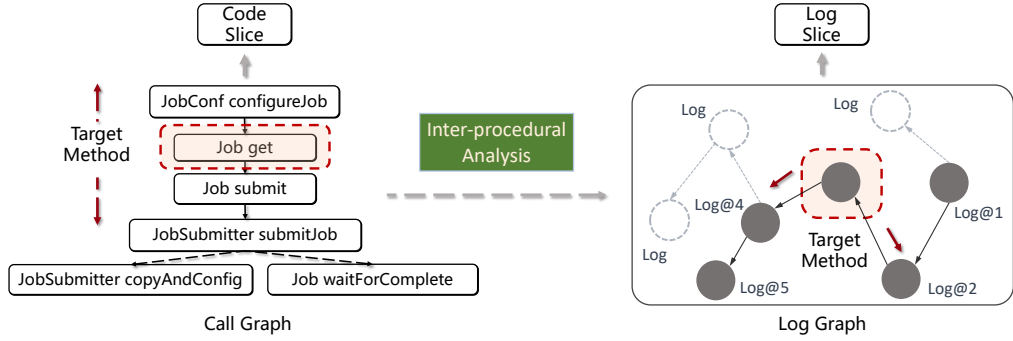 Code
Slice
JobConf configureJob
Target
Method
Job get
Job submit
JobSubmitter submitJob
JobSubmitter copyAndConfig
Job waitForComplete
Call Graph
Inter-procedural
Analysis
Log
Slice
Log
Log
Log@4
Log@1
Log
Target
Method
Log@5
Log@2
Log Graph